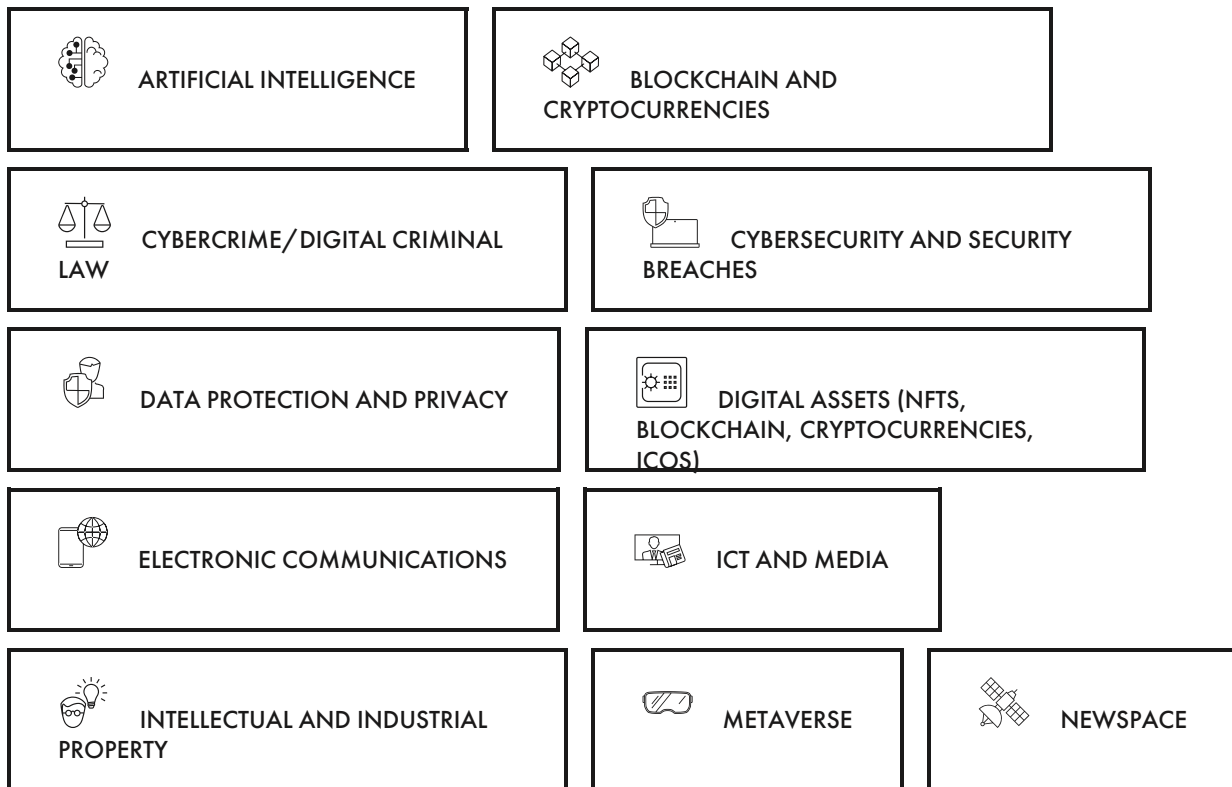 ARTIFICIAL INTELLIGENCE
BLOCKCHAIN AND
CRYPTOCURRENCIES
CYBERCRIME/DIGITAL CRIMINAL
LAW
CYBERSECURITY AND SECURITY
BREACHES
DATA PROTECTION AND PRIVACY
DIGITAL ASSETS (NFTS,
BLOCKCHAIN, CRYPTOCURRENCIES,
ICOS)
ELECTRONIC COMMUNICATIONS
ICT AND MEDIA
INTELLECTUAL AND INDUSTRIAL
PROPERTY
METAVERSE
NEWSPACE